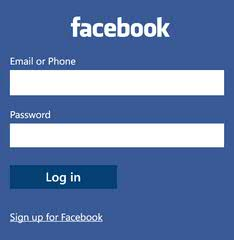 facebook
Email or Phone
Password
Log in
Sign up for Facebook